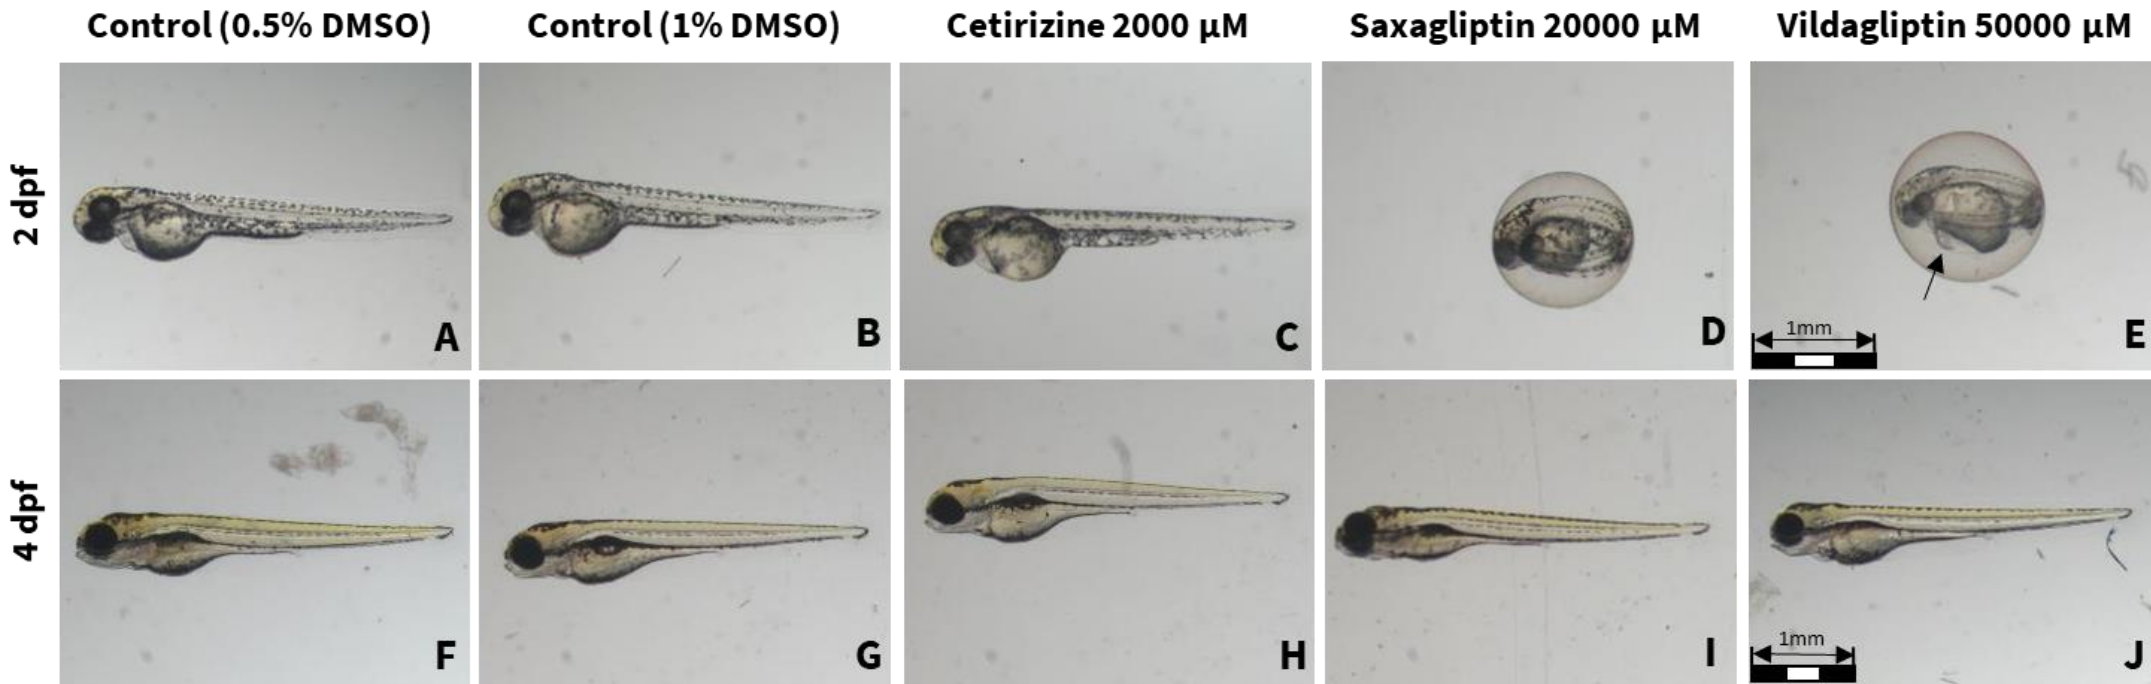 Control (0.5% DMSO) Control (1% DMSO) Cetirizine 2000 µM Saxagliptin 20000 µM Vildagliptin 50000 µM
2 dpf
A
B
C
D
1mm
E
4 dpf
F
G
H
I
1mm
J